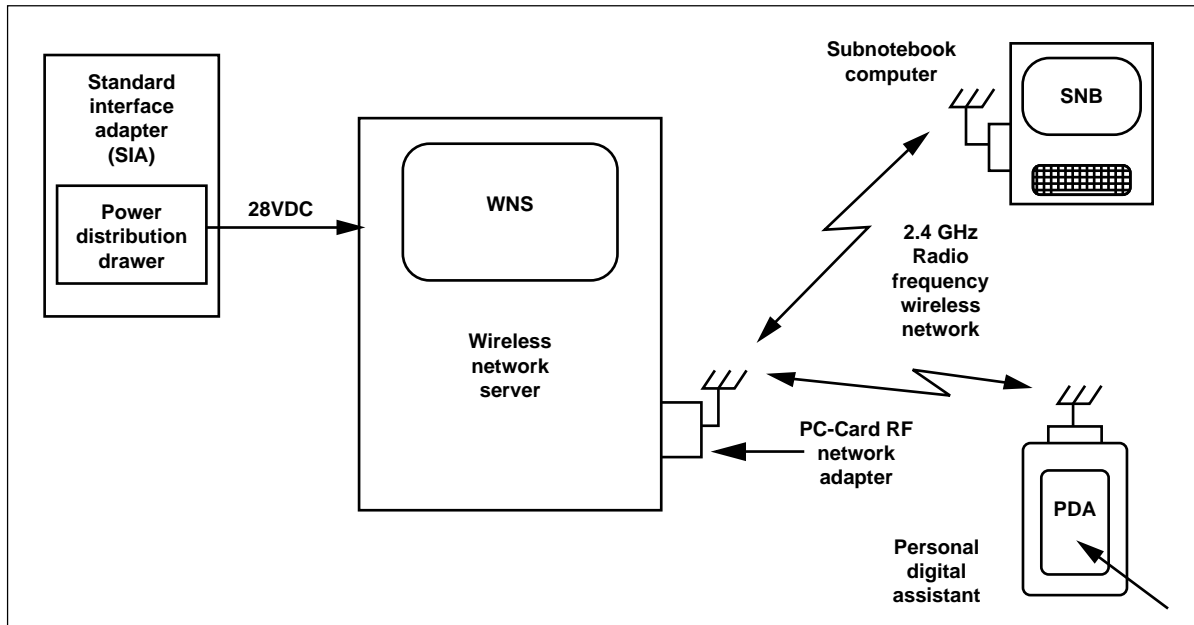 Standard
interface
adapter
(SIA)
Power
distribution
drawer
28VDC
WNS
Wireless
network
server
Subnotebook
computer
SNB
2.4 GHz
Radio
frequency
wireless
network
PC-Card RF
network
adapter
PDA
Personal
digital
assistant